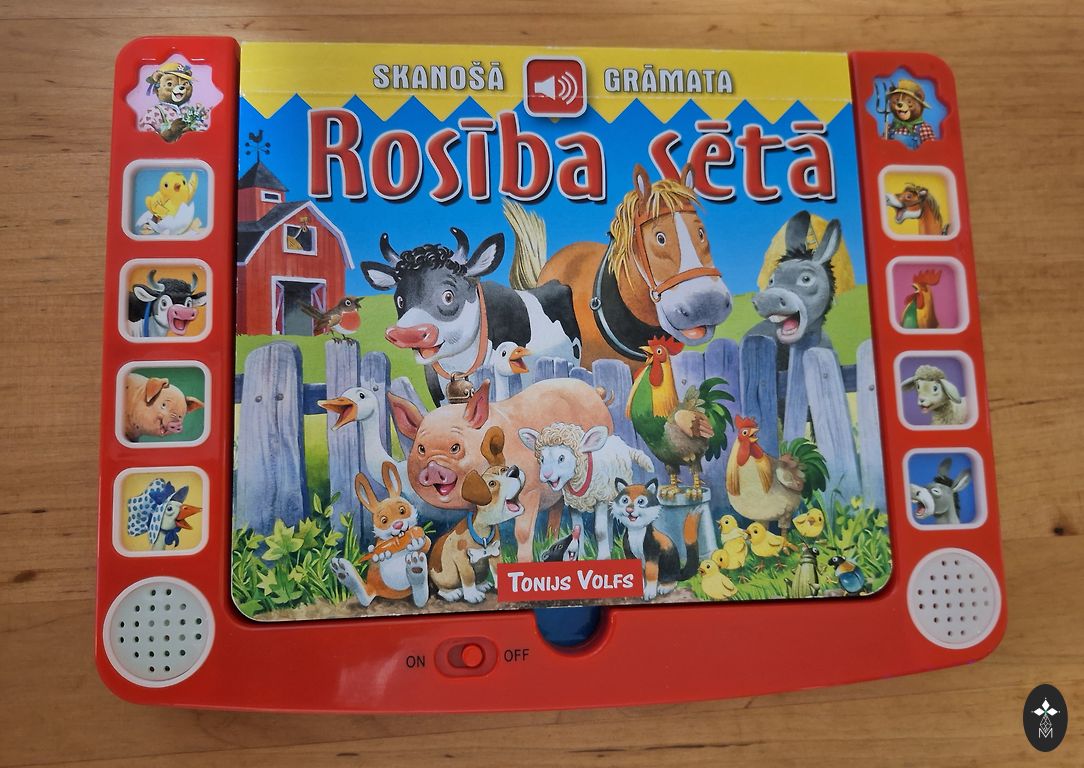 SKANOŠĀ GRĀMATA
Rosība sētā
TONIJS VOLFS
ON OFF
M